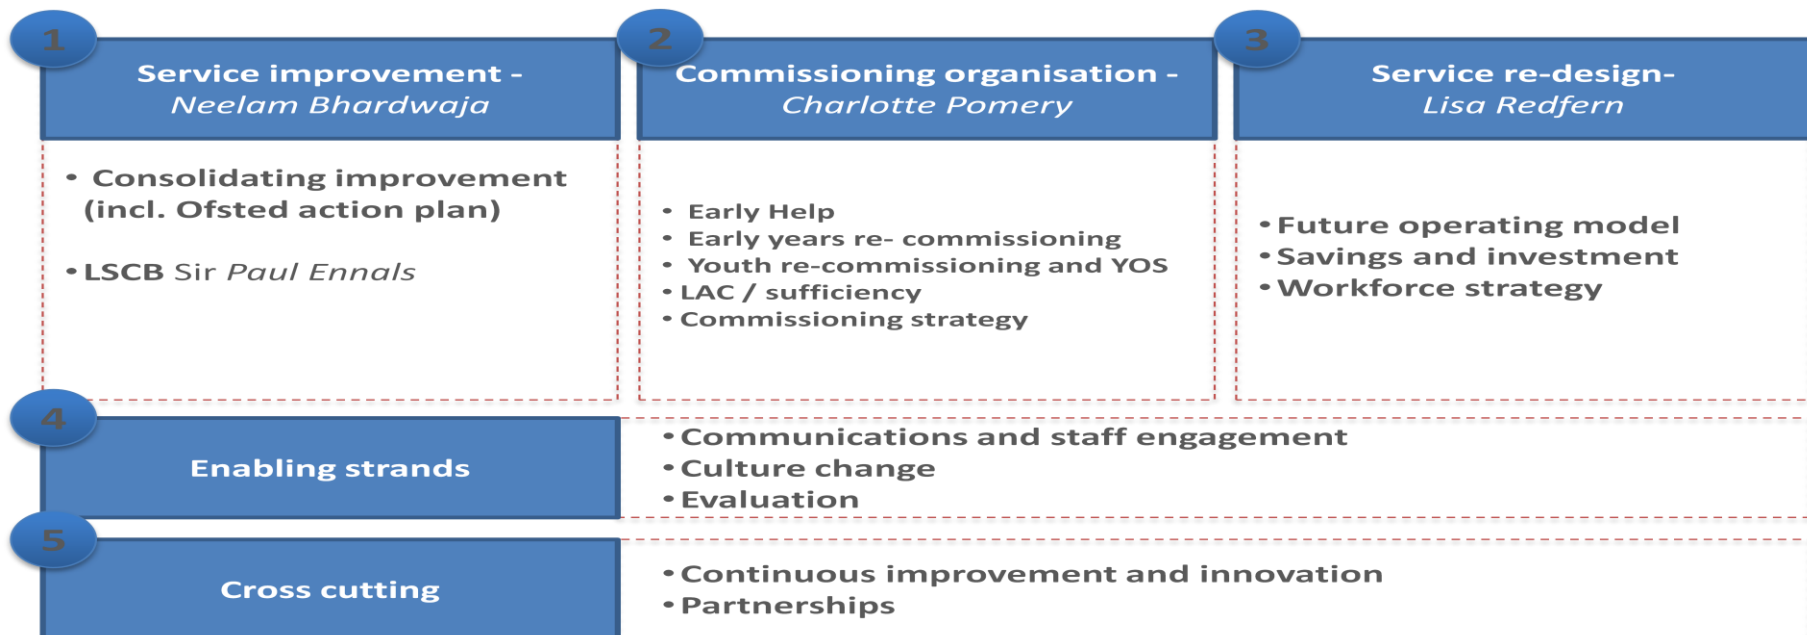 1
Service improvement -
Neelam Bhardwaja
• Consolidating improvement
(incl. Ofsted action plan)
• LSCB Sir Paul Ennals
2
Commissioning organisation -
Charlotte Pomery
• Early Help
• Early years re- commissioning
• Youth re-commissioning and YOS
• LAC / sufficiency
• Commissioning strategy
3
Service re-design-
Lisa Redfern
• Future operating model
• Savings and investment
• Workforce strategy
4
Enabling strands
• Communications and staff engagement
• Culture change
• Evaluation
5
Cross cutting
• Continuous improvement and innovation
• Partnerships